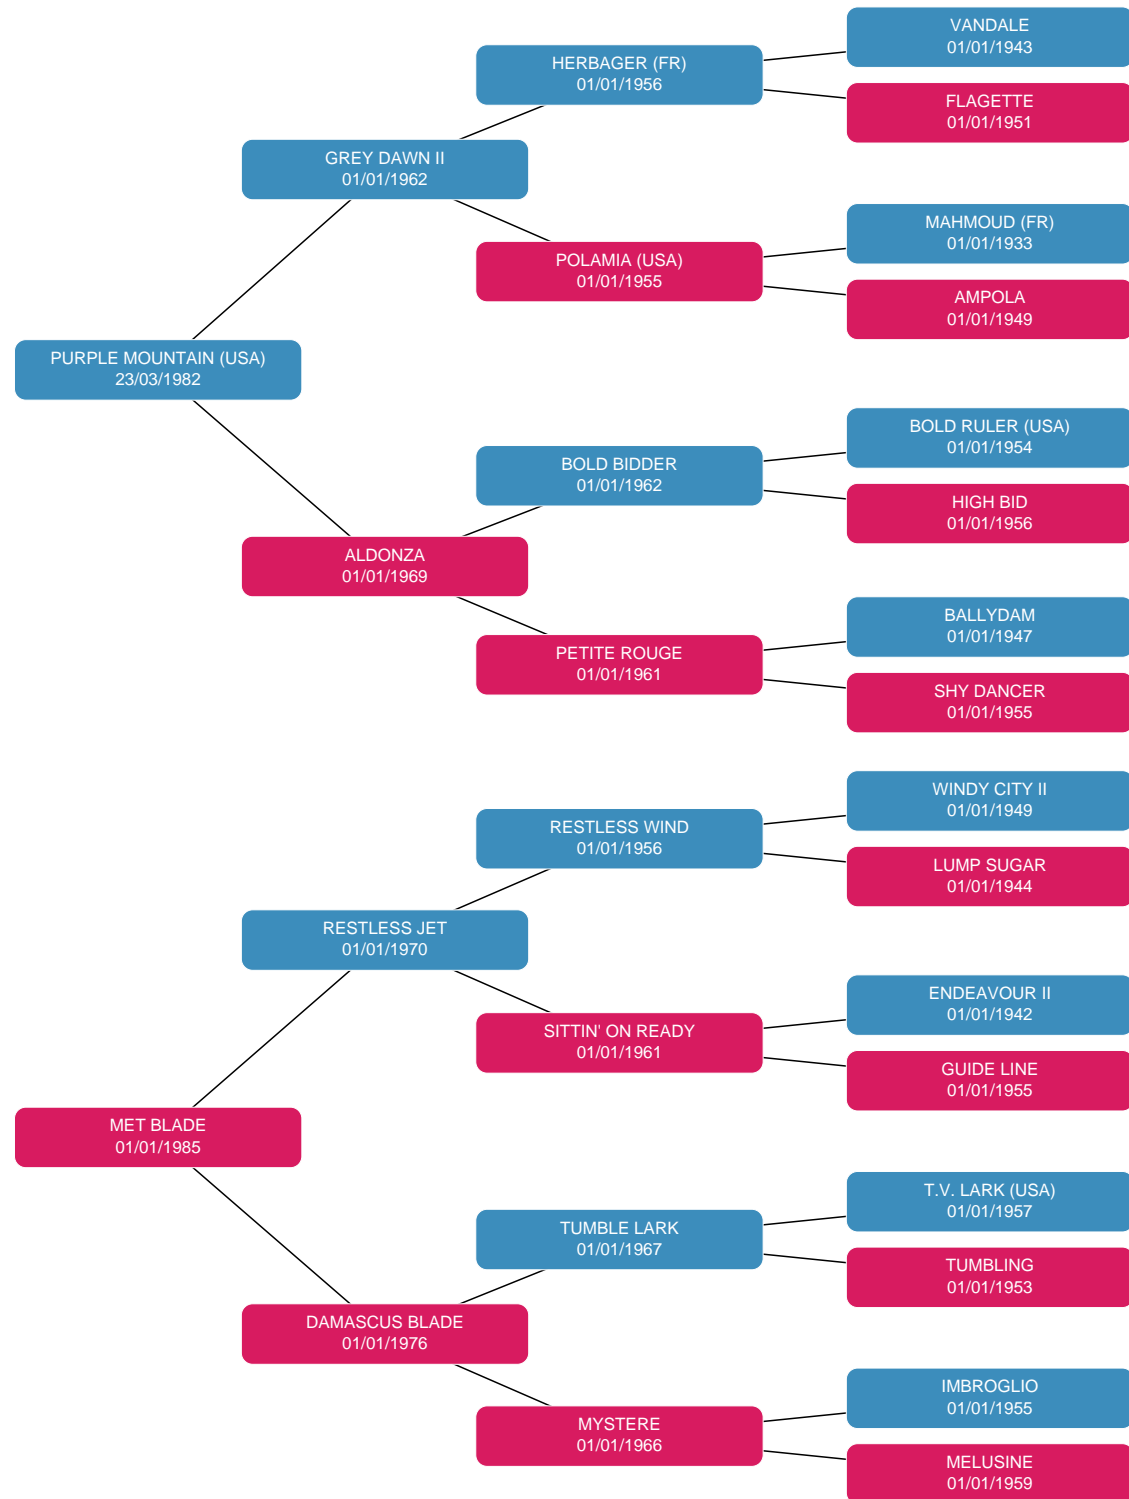 VANDALE
01/01/1943
HERBAGER (FR)
01/01/1956
FLAGETTE
01/01/1951
GREY DAWN II
01/01/1962
MAHMOUD (FR)
01/01/1933
POLAMIA (USA)
01/01/1955
AMPOLA
01/01/1949
PURPLE MOUNTAIN (USA)
23/03/1982
BOLD RULER (USA)
01/01/1954
BOLD BIDDER
01/01/1962
HIGH BID
01/01/1956
ALDONZA
01/01/1969
BALLYDAM
01/01/1947
PETITE ROUGE
01/01/1961
SHY DANCER
01/01/1955
WINDY CITY II
01/01/1949
RESTLESS WIND
01/01/1956
LUMP SUGAR
01/01/1944
RESTLESS JET
01/01/1970
ENDEAVOUR II
01/01/1942
SITTIN' ON READY
01/01/1961
GUIDE LINE
01/01/1955
MET BLADE
01/01/1985
T.V. LARK (USA)
01/01/1957
TUMBLE LARK
01/01/1967
TUMBLING
01/01/1953
DAMASCUS BLADE
01/01/1976
IMBROGLIO
01/01/1955
MYSTERE
01/01/1966
MELUSINE
01/01/1959